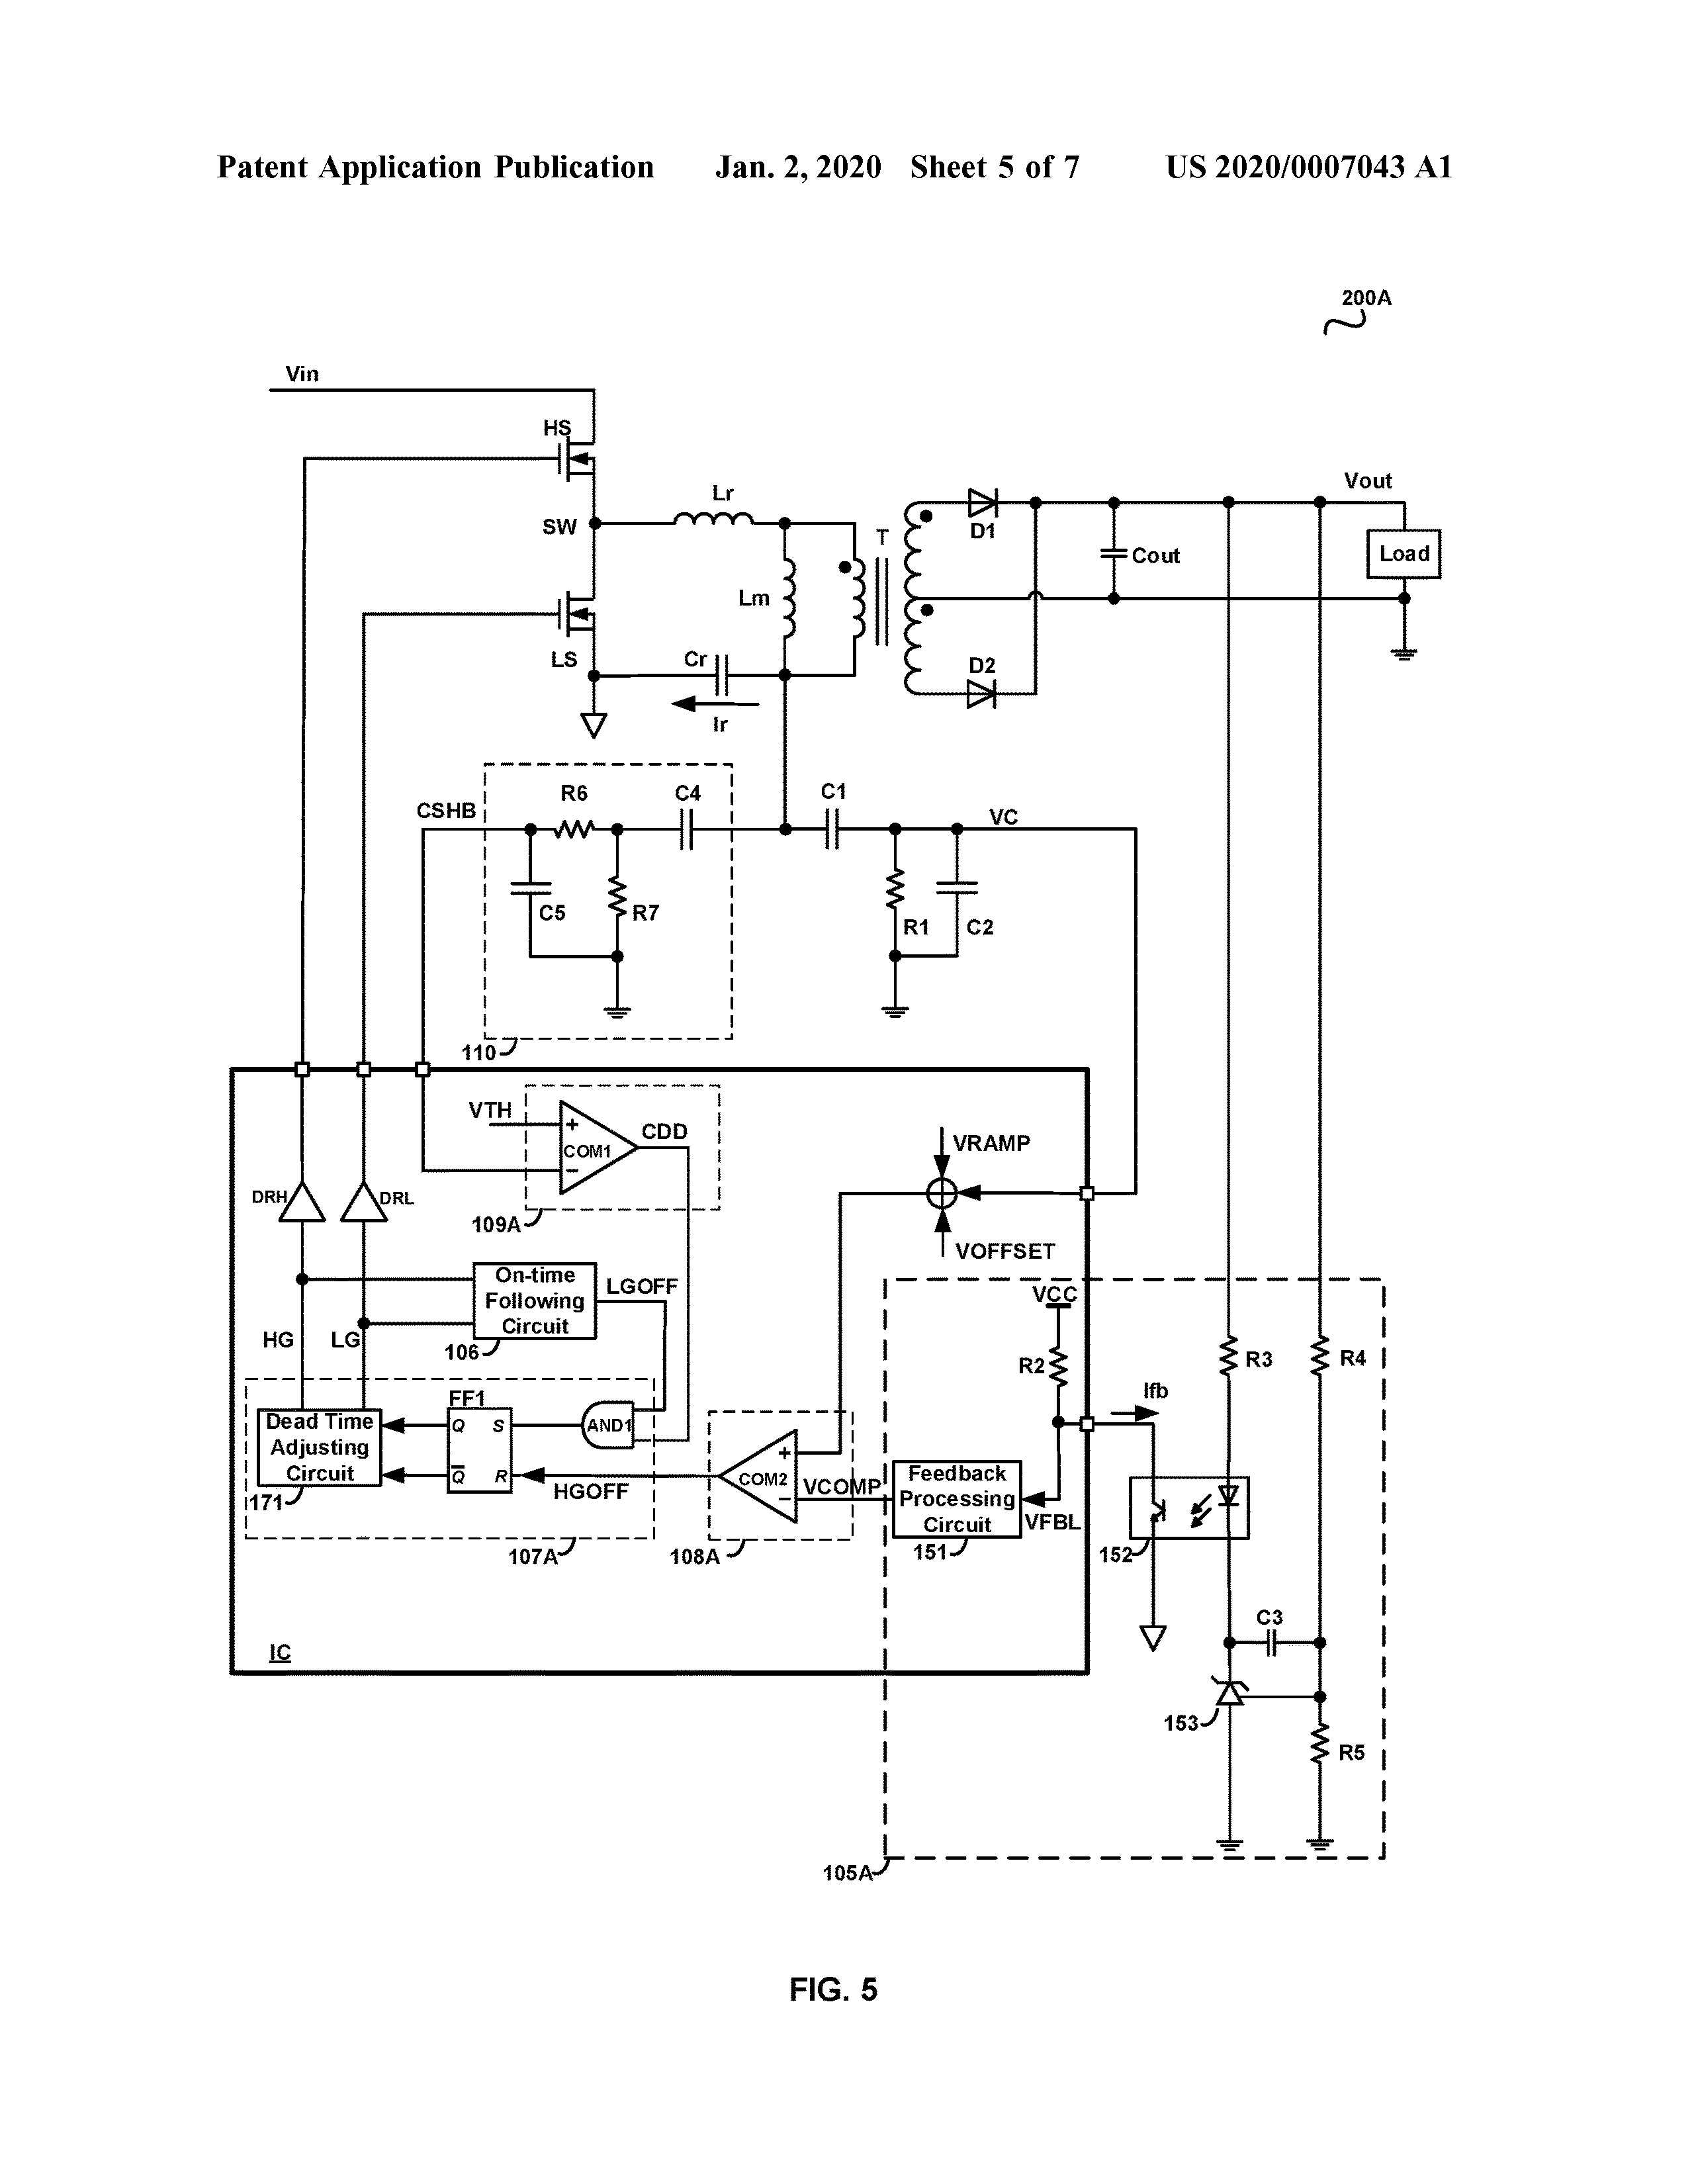 Patent Application Publication Jan. 2, 2020 Sheet 5 of 7 US 2020/0007043 A1
200A
Vin
HS
Lr
Vout
SW
T
D1
Load
Cout
Lm
LS
Cr
D2
Ir
CSHB
R6
C4
C1
VC
C5
R7
R1
C2
110
VTH
+
CDD
COM1
−
VRAMP
DRH
DRL
109A
VOFFSET
On-time
Following
Circuit
LGOFF
VCC
HG
LG
106
R2
R3
R4
FF1
Ifb
Dead Time
Adjusting
Circuit
Q
S
AND1
Q
R
HGOFF
+
COM2
−
VCOMP
Feedback
Processing
Circuit
VFBL
171
107A
108A
151
152
C3
IC
153
R5
105A
FIG. 5